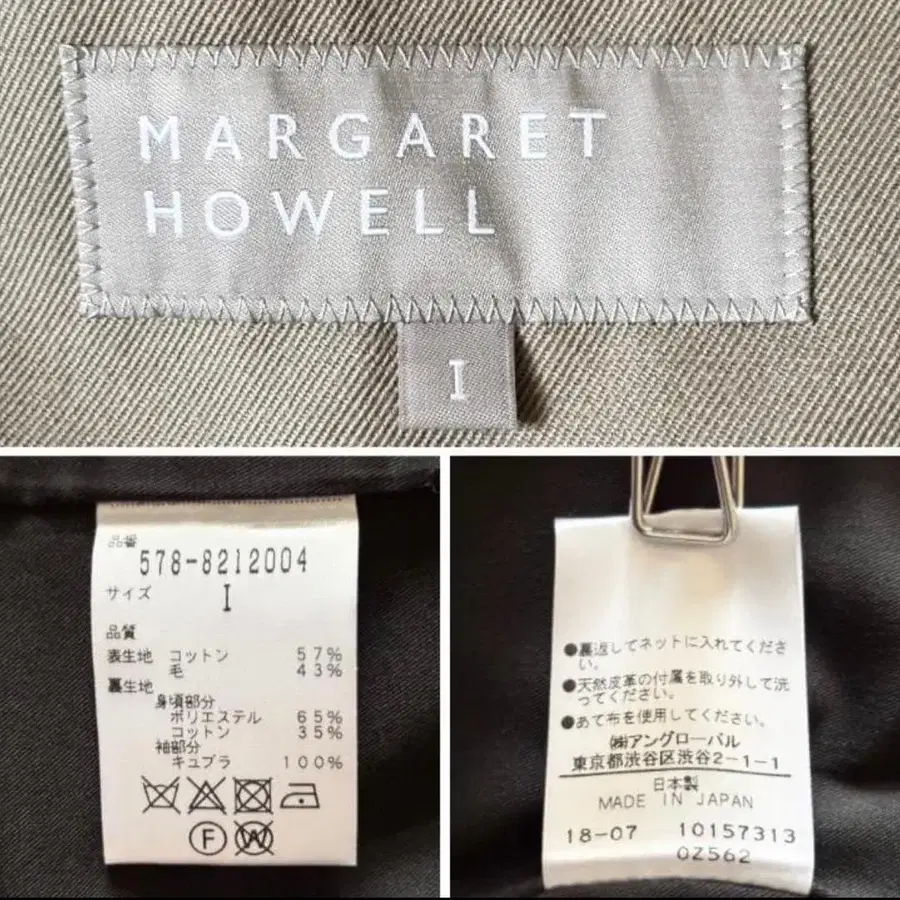 MARGARET
HOWELL
I
品番
578-8212004
サイズ
I
品質
表生地 コットン 57%
毛 43%
裏生地
身頃部分
ポリエステル 65%
コットン 35%
袖部分
キュプラ 100%
F W
●裏返してネットに入れてくださ
い。
●天然皮革の付属を取り外して洗
ってください。
●あて布を使用してください。
㈱アングローバル
東京都渋谷区渋谷2-1-1
日本製
MADE IN JAPAN
18-07 10157313
0Z562